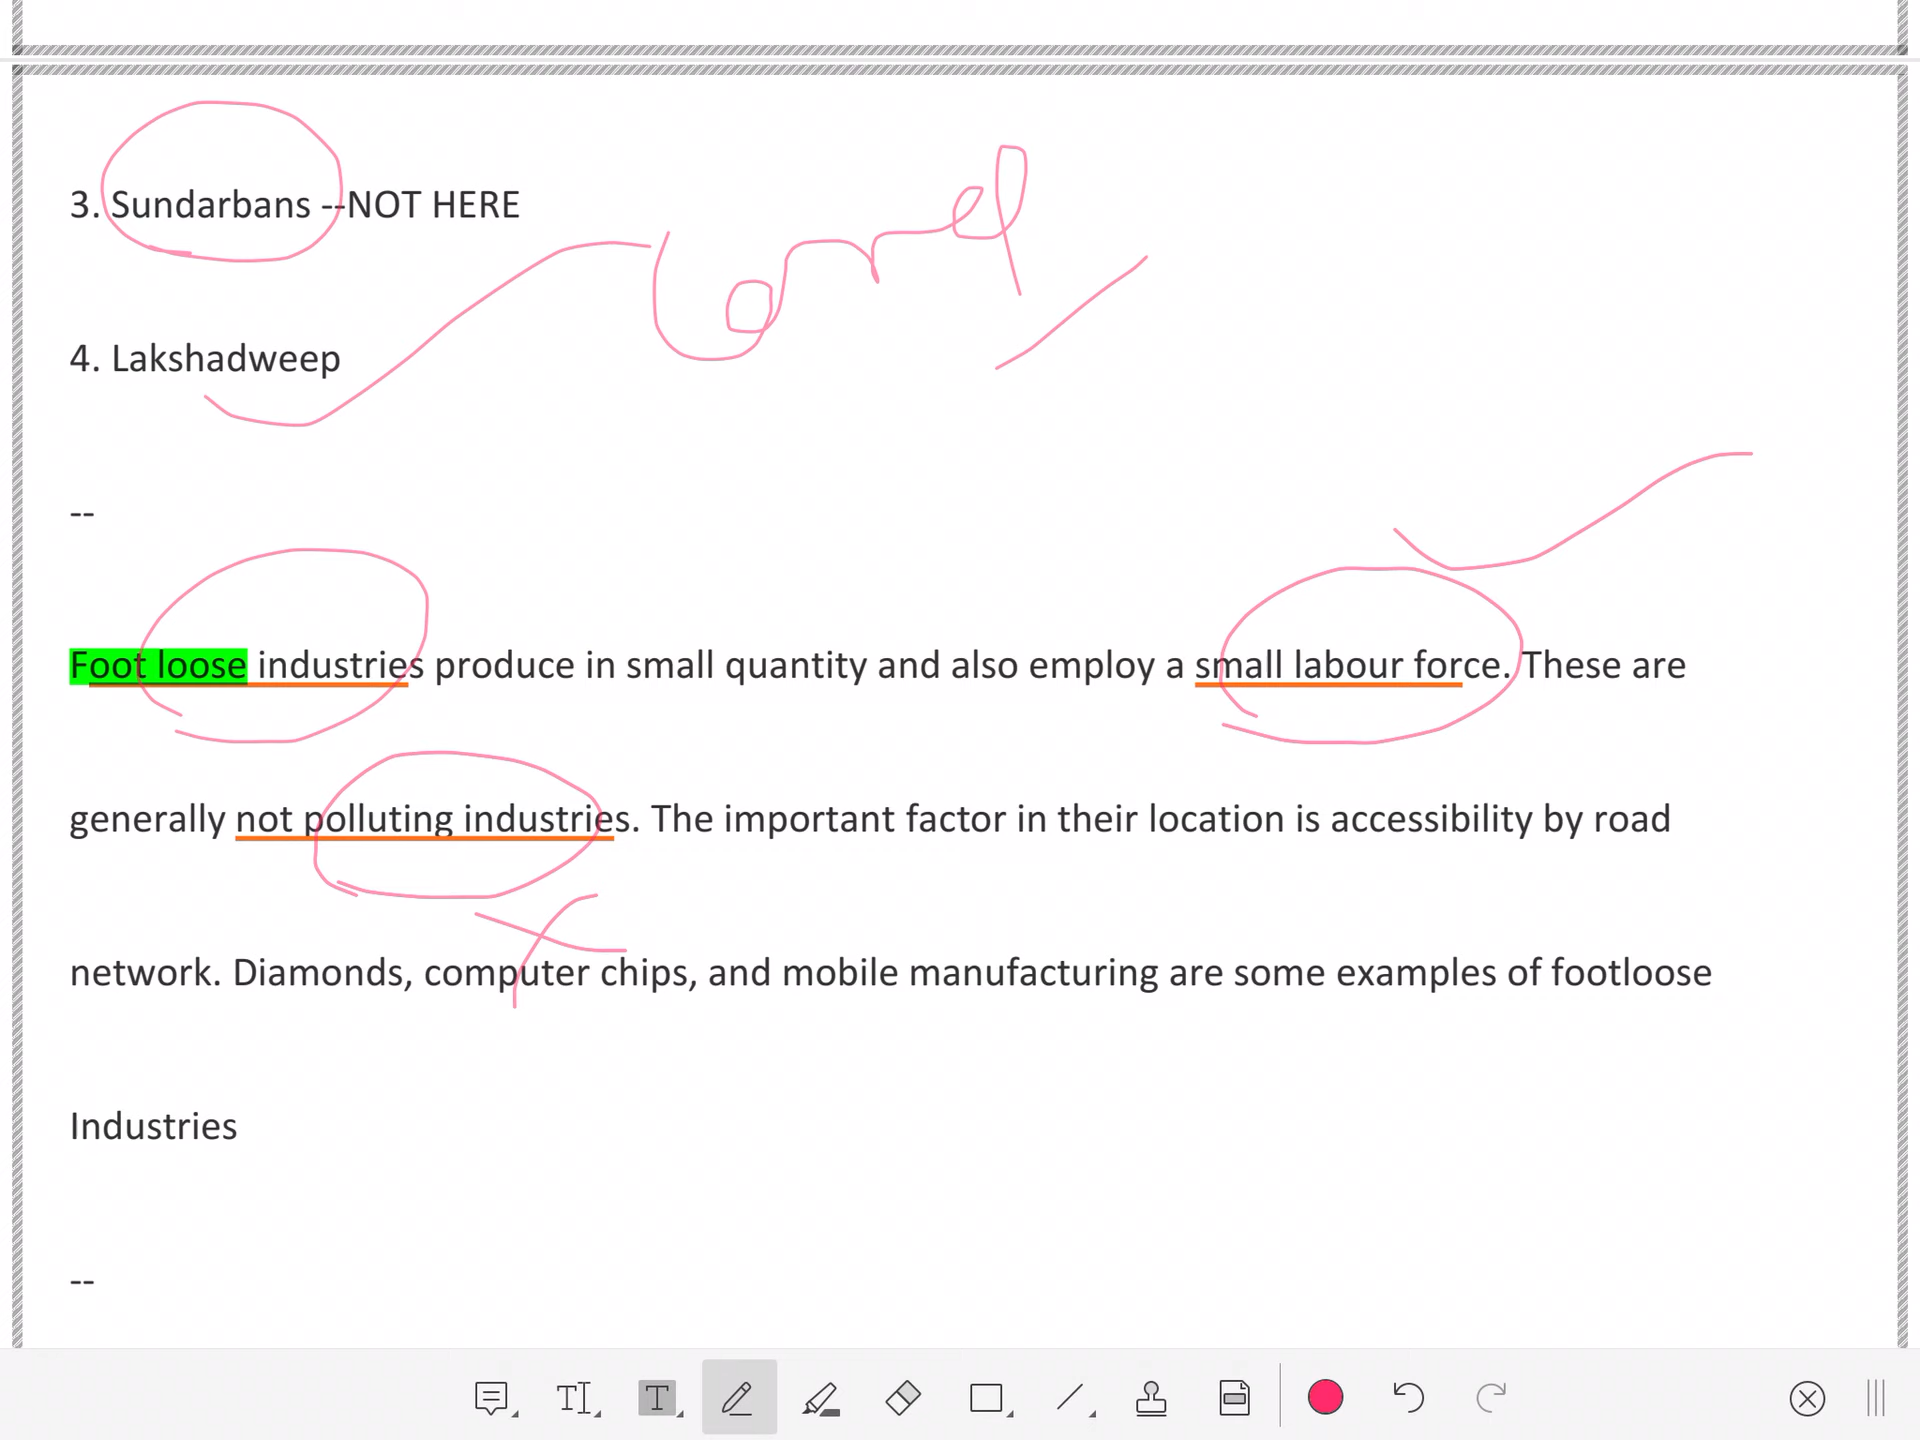 3. Sundarbans --NOT HERE
4. Lakshadweep
--
Foot loose industries produce in small quantity and also employ a small labour force. These are
generally not polluting industries. The important factor in their location is accessibility by road
network. Diamonds, computer chips, and mobile manufacturing are some examples of footloose
Industries
--